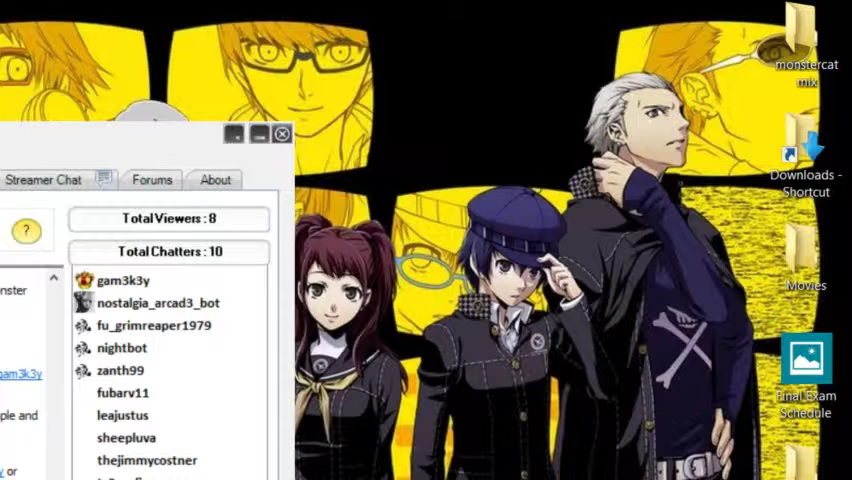 Streamer Chat
Forums
About
?
Total Viewers : 8
Total Chatters : 10
gam3k3y
nostalgia_arcad3_bot
fu_grimreaper1979
nightbot
zanth99
fubarv11
leajustus
sheepluva
thejimmycostner
nster
gam3k3y
ple and
y or
monstercat
mix
Downloads -
Shortcut
Movies
Final Exam
Schedule